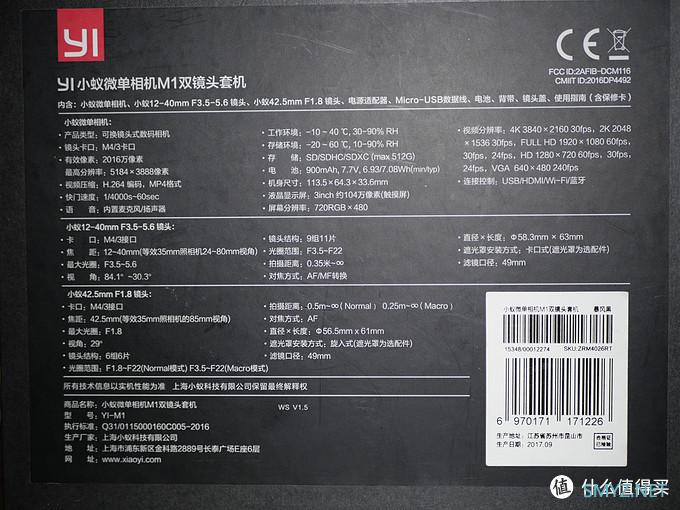 YI
CE
FCC ID:2AFIB-DCM116
CMIIT ID:2016DP4492
YI 小蚁微单相机M1双镜头套机
内含：小蚁微单相机、小蚁12-40mm F3.5-5.6 镜头、小蚁42.5mm F1.8 镜头、电源适配器、Micro-USB数据线、电池、背带、镜头盖、使用指南（含保修卡）
小蚁微单相机：
• 产品类型：可换镜头式数码相机
• 镜头卡口：M4/3卡口
• 有效像素：2016万像素
最高分辨率：5184 × 3888像素
• 视频压缩：H.264 编码，MP4格式
• 快门速度：1/4000s~60sec
• 语 音：内置麦克风/扬声器
• 工作环境：-10 ~ 40 ℃, 30~90% RH
• 存储环境：-20 ~ 60 ℃, 10~90% RH
• 存 储：SD/SDHC/SDXC (max 512G)
• 电 池：900mAh, 7.7V, 6.93/7.08Wh(min/typ)
• 机身尺寸：113.5 × 64.3 × 33.6mm
• 液晶显示屏：3inch 约104万像素(触摸屏)
• 屏幕分辨率：720RGB × 480
• 视频分辨率：4K 3840 × 2160 30fps, 2K 2048
× 1536 30fps, FULL HD 1920 × 1080 60fps,
30fps, 24fps, HD 1280 × 720 60fps, 30fps,
24fps, VGA 640 × 480 240fps
• 连接控制：USB/HDMI/Wi-Fi/蓝牙
小蚁12-40mm F3.5-5.6 镜头：
• 卡 口：M4/3接口
• 焦 距：12-40mm(等效35mm照相机24~80mm视角)
• 最大光圈：F3.5~F5.6
• 视 角：84.1° ~30.3°
• 镜头结构：9组11片
• 光圈范围：F3.5~F22
• 拍摄距离：0.35米~∞
• 对焦方式：AF/MF转换
• 直径×长度：Φ58.3mm × 63mm
• 遮光罩安装方式：卡口式(遮光罩为选配件)
• 滤镜口径：49mm
小蚁42.5mm F1.8 镜头：
• 卡口：M4/3接口
• 焦距：42.5mm(等效35mm照相机的85mm视角)
• 最大光圈：F1.8
• 视角：29°
• 镜头结构：6组6片
• 光圈范围：F1.8~F22(Normal模式) F3.5~F22(Macro模式)
• 拍摄距离：0.5m~∞（Normal） 0.25m~∞（Macro）
• 对焦方式：AF
• 直径×长度：Φ56.5mm x 61mm
• 遮光罩安装方式：旋入式(遮光罩为选配件)
• 滤镜口径：49mm
所有技术信息以实机性能为准 上海小蚁科技有限公司保留最终解释权
商品名称：小蚁微单相机M1双镜头套机
型 号：YI-M1
执行标准：Q31/0115000160C005-2016
生产厂家：上海小蚁科技有限公司
地 址：上海市浦东新区金科路2889号长泰广场E座6层
网 址：www.xiaoyi.com
WS V1.5
小蚁微单相机M1双镜头套机 暴风黑
15348/00012274 SKU:ZRM4026RT
6 970171 171226
生产地址：江苏省苏州市昆山市
生产日期：2017.09
合格证
已检验
值 什么值得买
SMYZ.NET